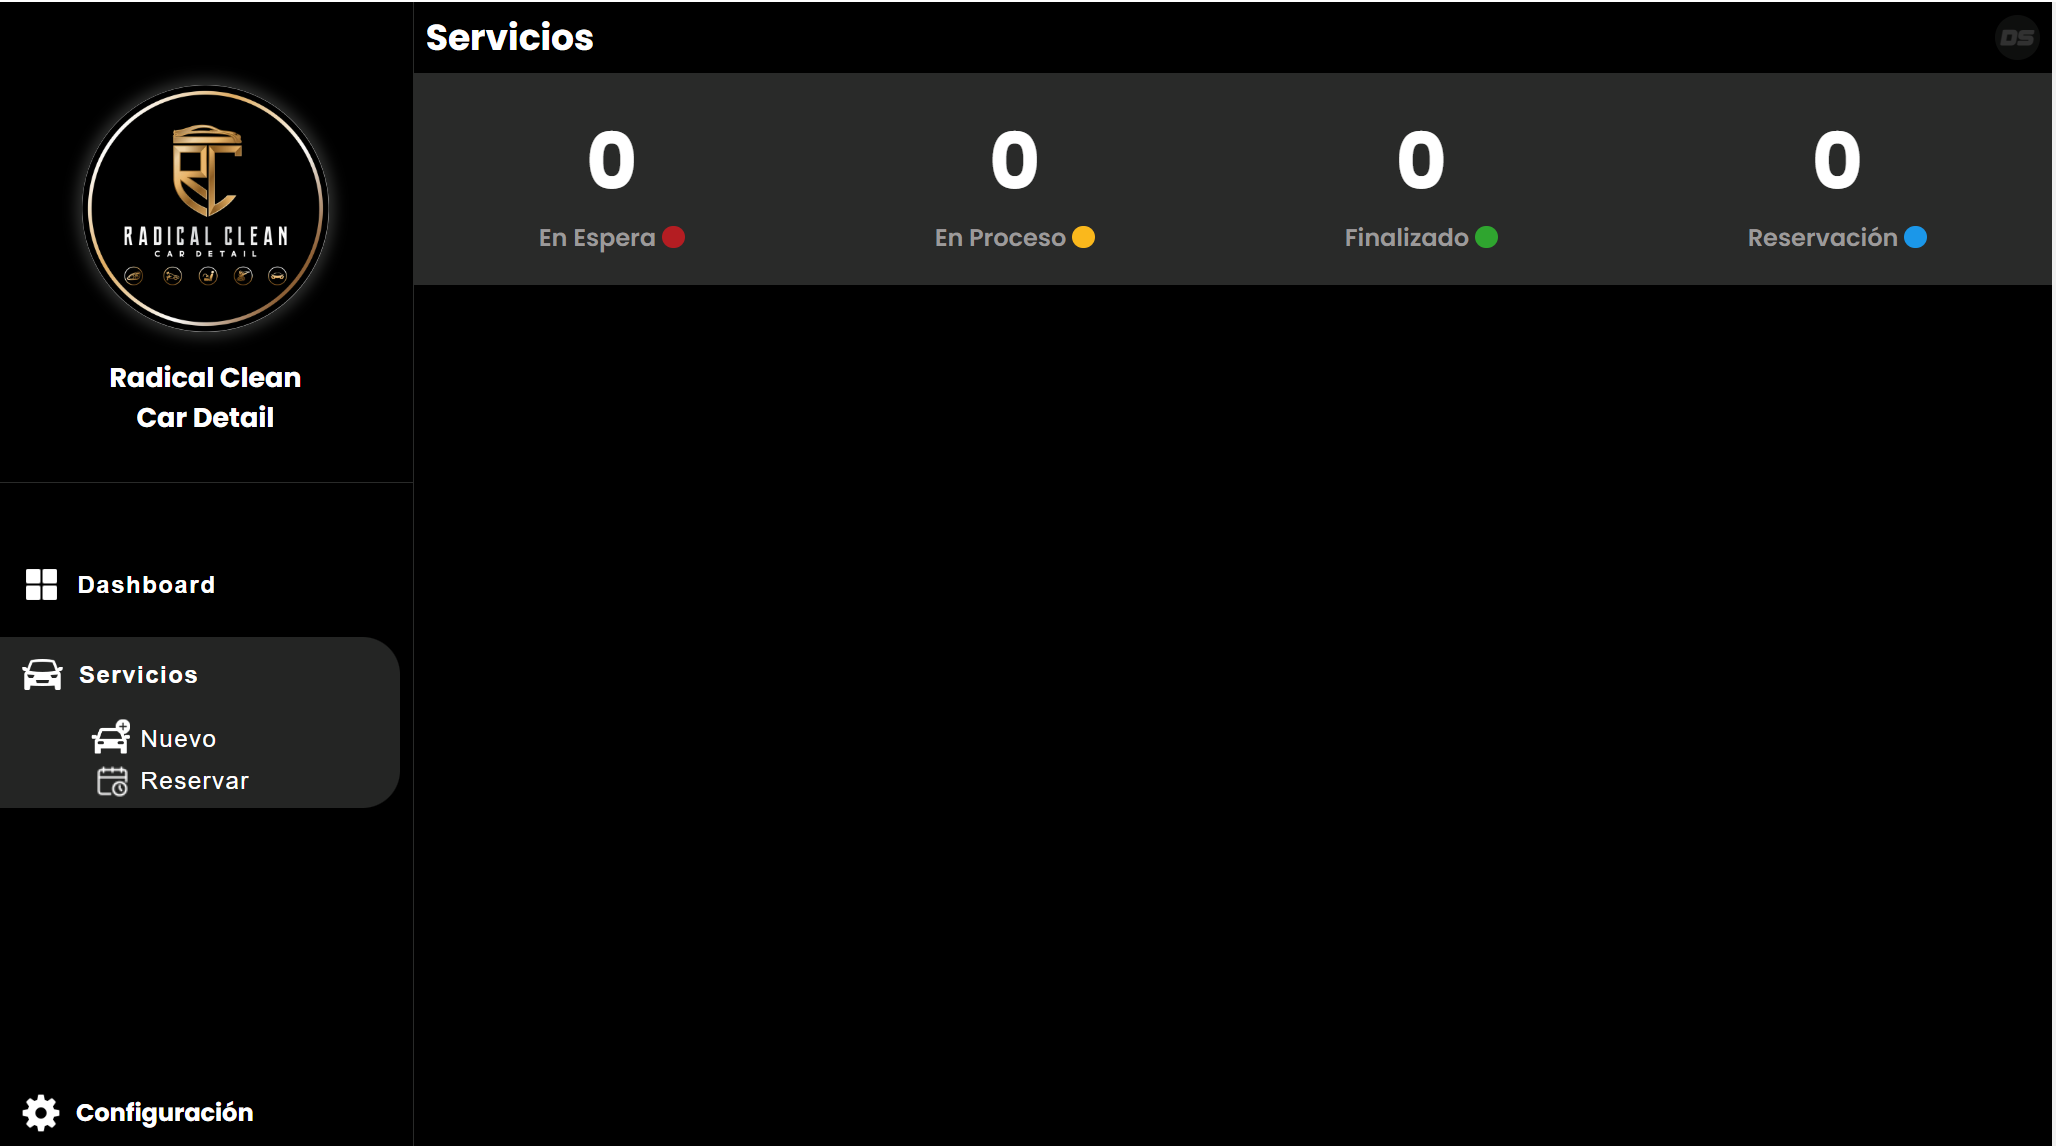 RADICAL CLEAN
CAR DETAIL
Radical Clean
Car Detail
Dashboard
Servicios
Nuevo
Reservar
Configuración
Servicios
DS
0
En Espera
0
En Proceso
0
Finalizado
0
Reservación